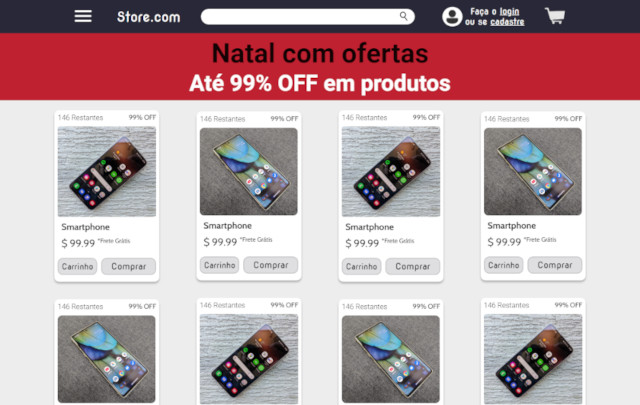 Store.com
Faça o login
ou se cadastre
Natal com ofertas
Até 99% OFF em produtos
146 Restantes 99% OFF
146 Restantes 99% OFF
146 Restantes 99% OFF
146 Restantes 99% OFF
Smartphone
Smartphone
Smartphone
Smartphone
$ 99.99 *Frete Grátis
$ 99.99 *Frete Grátis
$ 99.99 *Frete Grátis
$ 99.99 *Frete Grátis
Carrinho Comprar
Carrinho Comprar
Carrinho Comprar
Carrinho Comprar
146 Restantes 99% OFF
146 Restantes 99% OFF
146 Restantes 99% OFF
146 Restantes 99% OFF